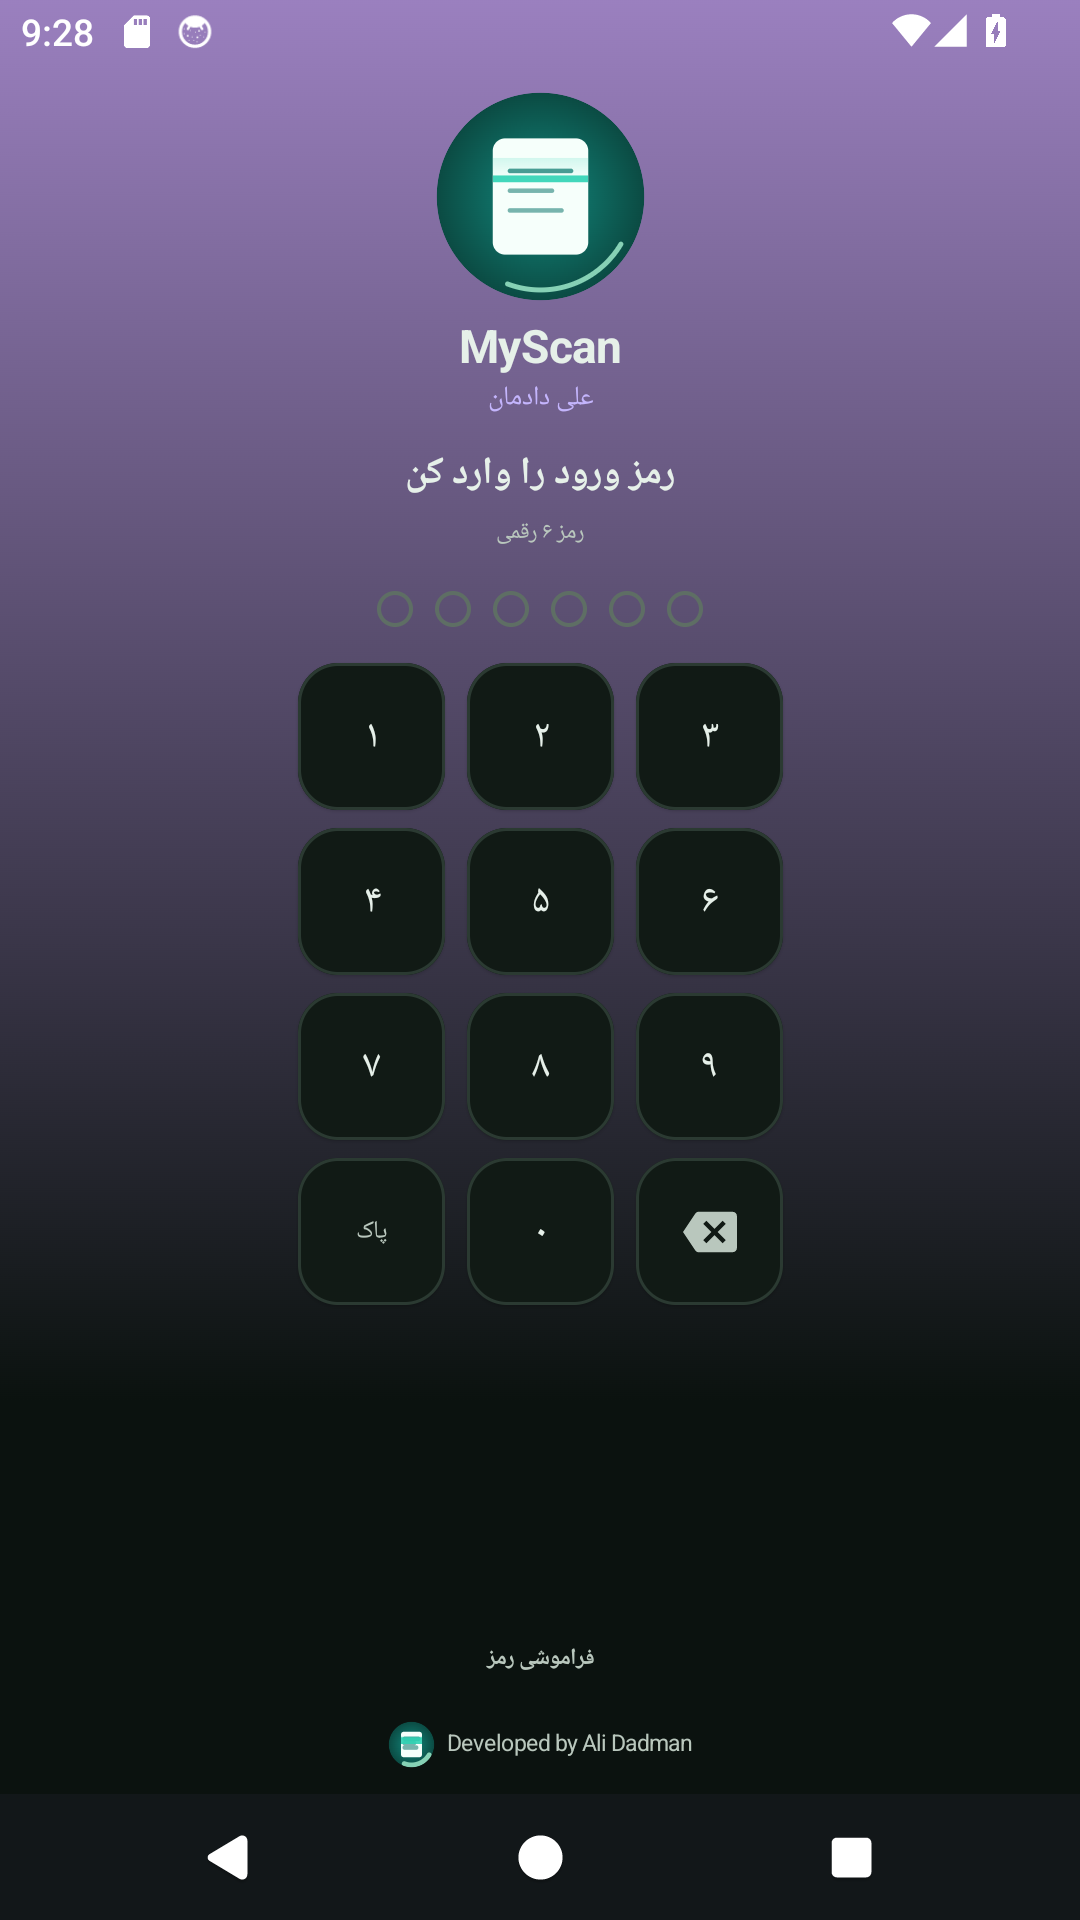 9:28
MyScan
علی دادمان
رمز ورود را وارد کن
رمز ۶ رقمی
۱ ۲ ۳
۴ ۵ ۶
۷ ۸ ۹
پاک ۰
فراموشی رمز
Developed by Ali Dadman